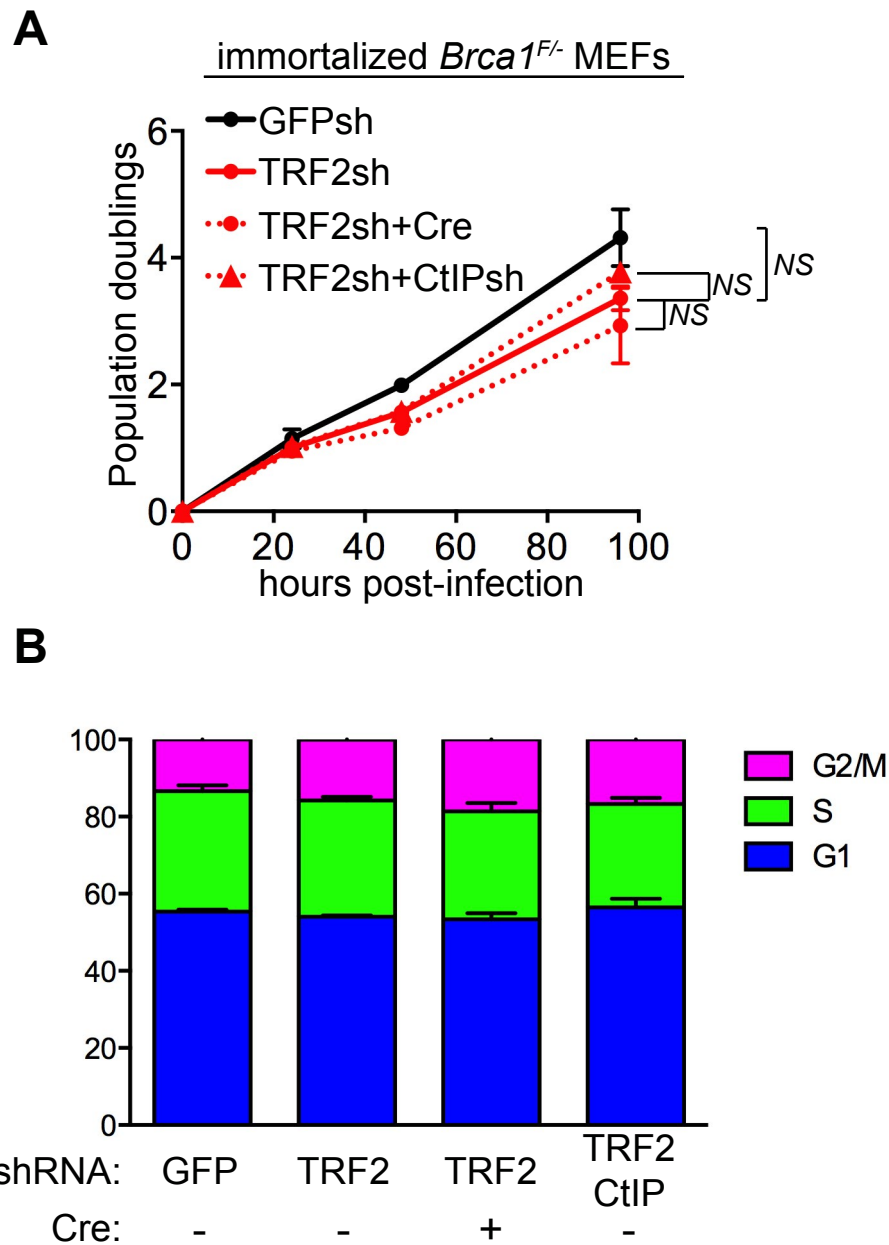 A
immortalized Brca1F/- MEFs
GFPsh
TRF2sh
TRF2sh+Cre
TRF2sh+CtIPsh
Population doublings
6
4
2
0
NS
NS
NS
0 20 40 60 80 100
hours post-infection
B
100
80
60
40
20
0
G2/M
S
G1
shRNA: GFP TRF2 TRF2 TRF2 CtIP
Cre: - - + -